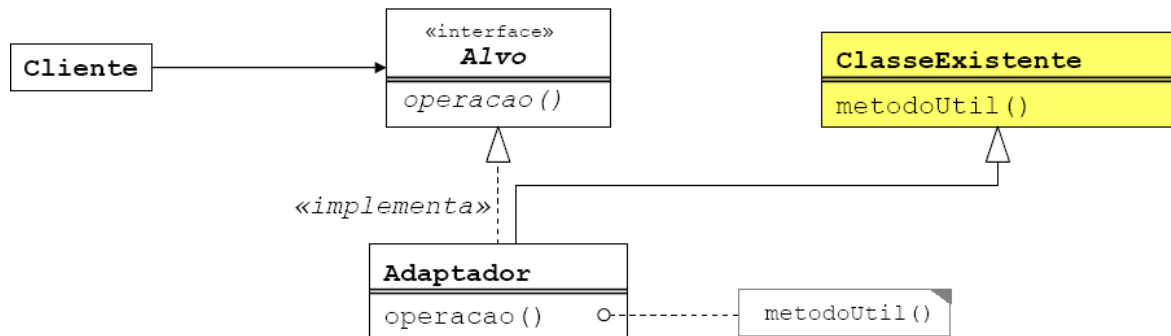 «interface»
Alvo
Cliente
operacao()
ClasseExistente
metodoUtil()
«implementa»
Adaptador
operacao()
metodoUtil()